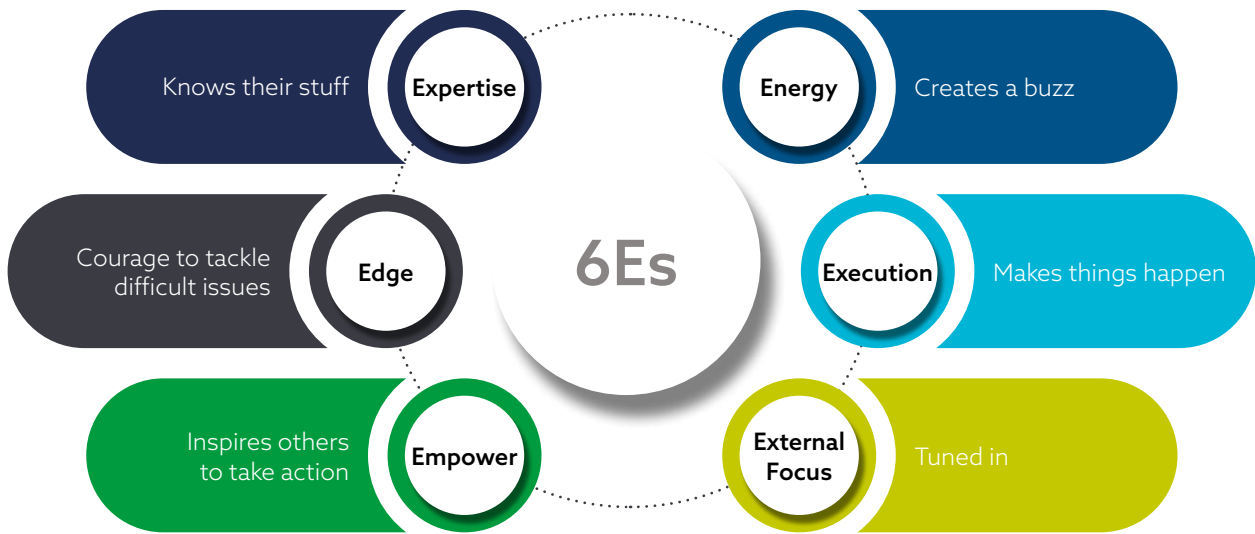 Knows their stuff
Expertise
Energy
Creates a buzz
6Es
Courage to tackle
difficult issues
Edge
Execution
Makes things happen
Inspires others
to take action
Empower
External
Focus
Tuned in